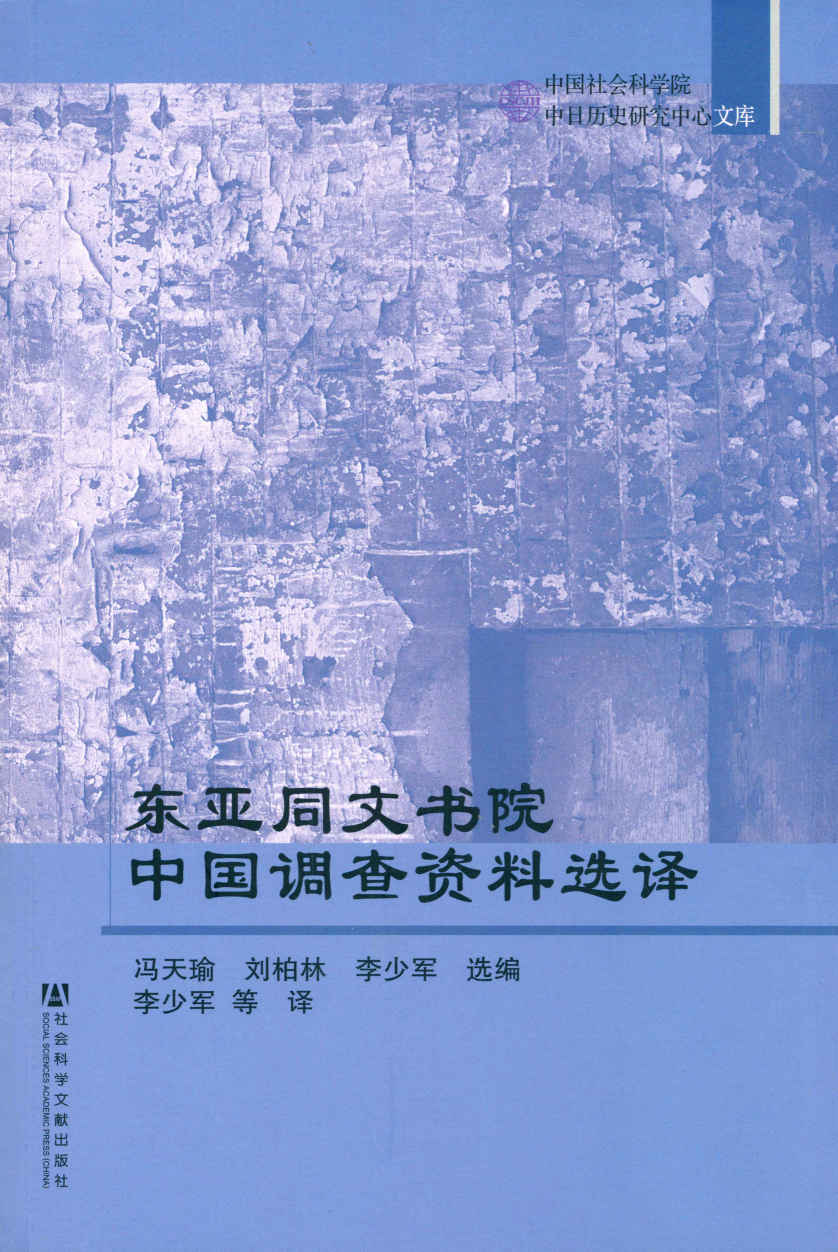 中国社会科学院
中日历史研究中心文库
东亚同文书院
中国调查资料选译
冯天瑜 刘柏林 李少军 选编
李少军 等 译
社会科学文献出版社
SOCIAL SCIENCES ACADEMIC PRESS (CHINA)